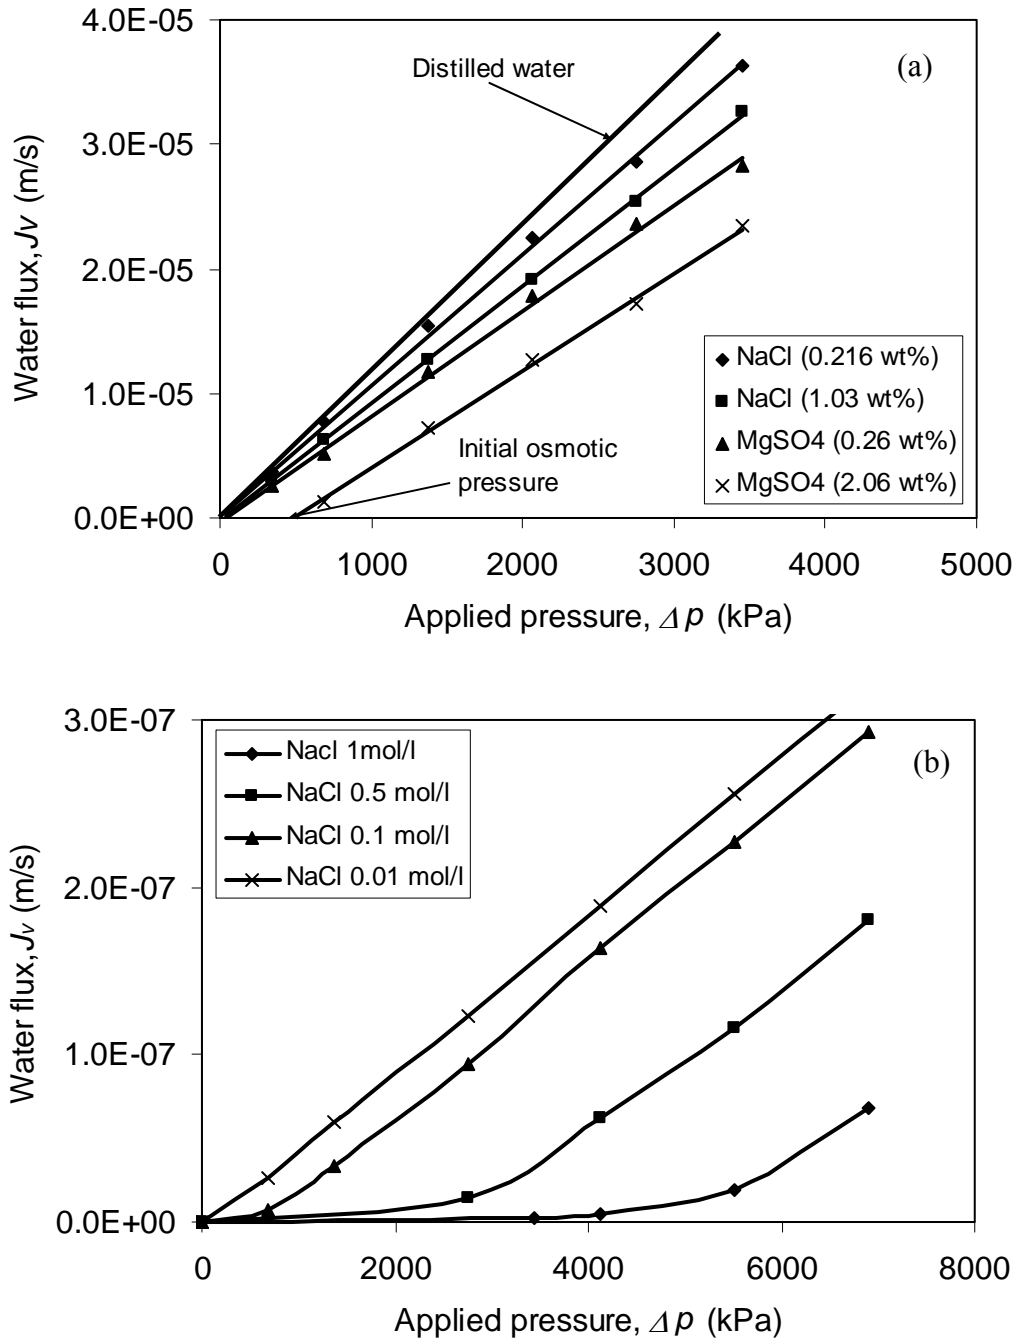 4.0E-05
3.0E-05
2.0E-05
1.0E-05
0.0E+00
Water flux, Jv (m/s)
Distilled water
(a)
Initial osmotic
pressure
NaCl (0.216 wt%)
NaCl (1.03 wt%)
MgSO4 (0.26 wt%)
MgSO4 (2.06 wt%)
0 1000 2000 3000 4000 5000
Applied pressure, Δp (kPa)
3.0E-07
2.0E-07
1.0E-07
0.0E+00
Water flux, Jv (m/s)
Nacl 1mol/l
NaCl 0.5 mol/l
NaCl 0.1 mol/l
NaCl 0.01 mol/l
(b)
0 2000 4000 6000 8000
Applied pressure, Δp (kPa)